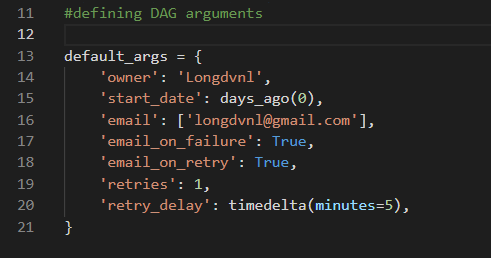 11 #defining DAG arguments
12
13 default_args = {
14 'owner': 'Longdvnl',
15 'start_date': days_ago(0),
16 'email': ['longdvnl@gmail.com'],
17 'email_on_failure': True,
18 'email_on_retry': True,
19 'retries': 1,
20 'retry_delay': timedelta(minutes=5),
21 }